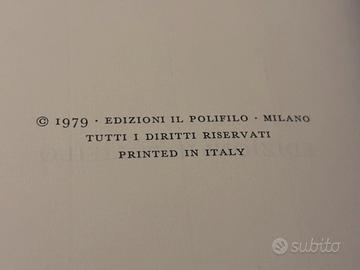 © 1979 · EDIZIONI IL POLIFILO · MILANO
TUTTI I DIRITTI RISERVATI
PRINTED IN ITALY
subito